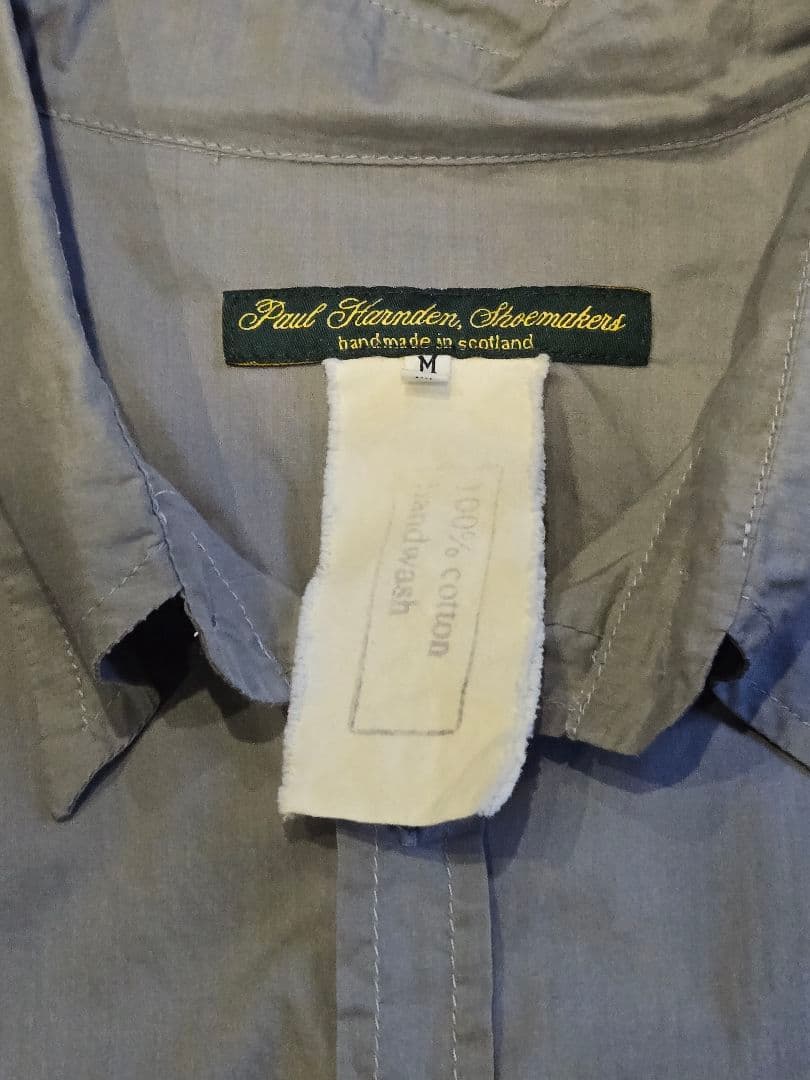 Paul Harnden, Shoemakers
handmade in scotland
M
100% cotton
handwash